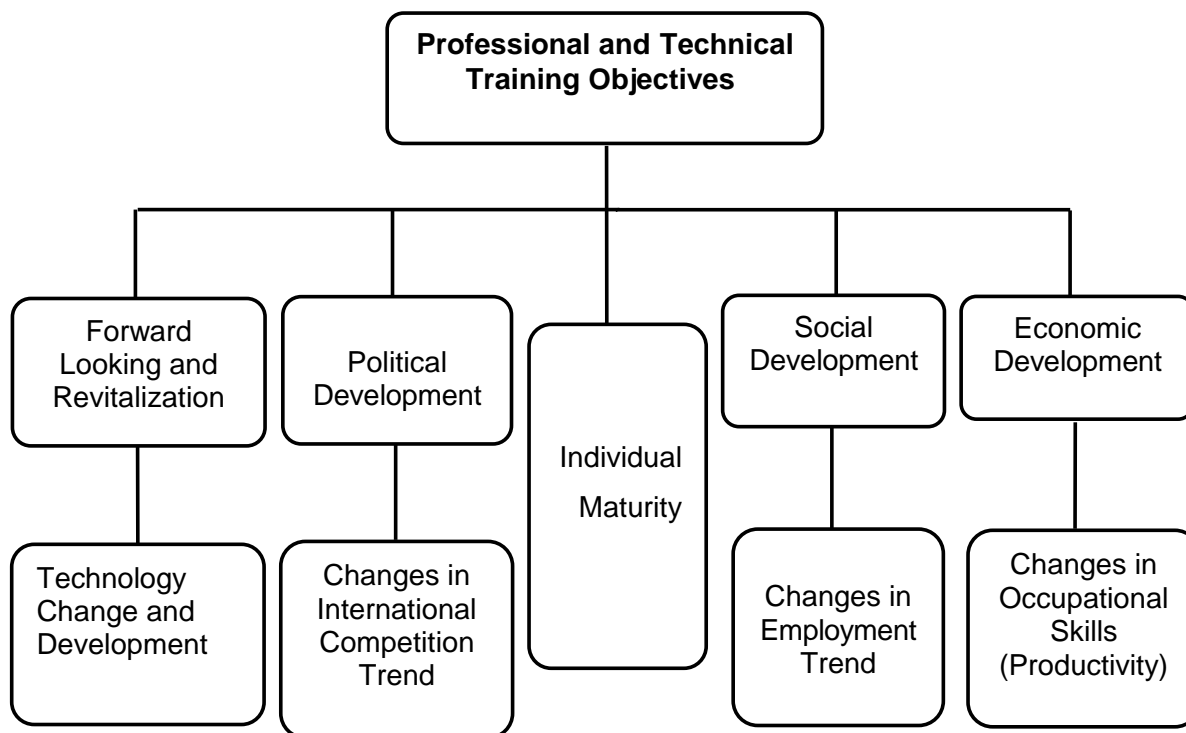 Professional and Technical
Training Objectives
Forward
Looking and
Revitalization
Political
Development
Individual
Maturity
Social
Development
Economic
Development
Technology
Change and
Development
Changes in
International
Competition
Trend
Changes in
Employment
Trend
Changes in
Occupational
Skills
(Productivity)